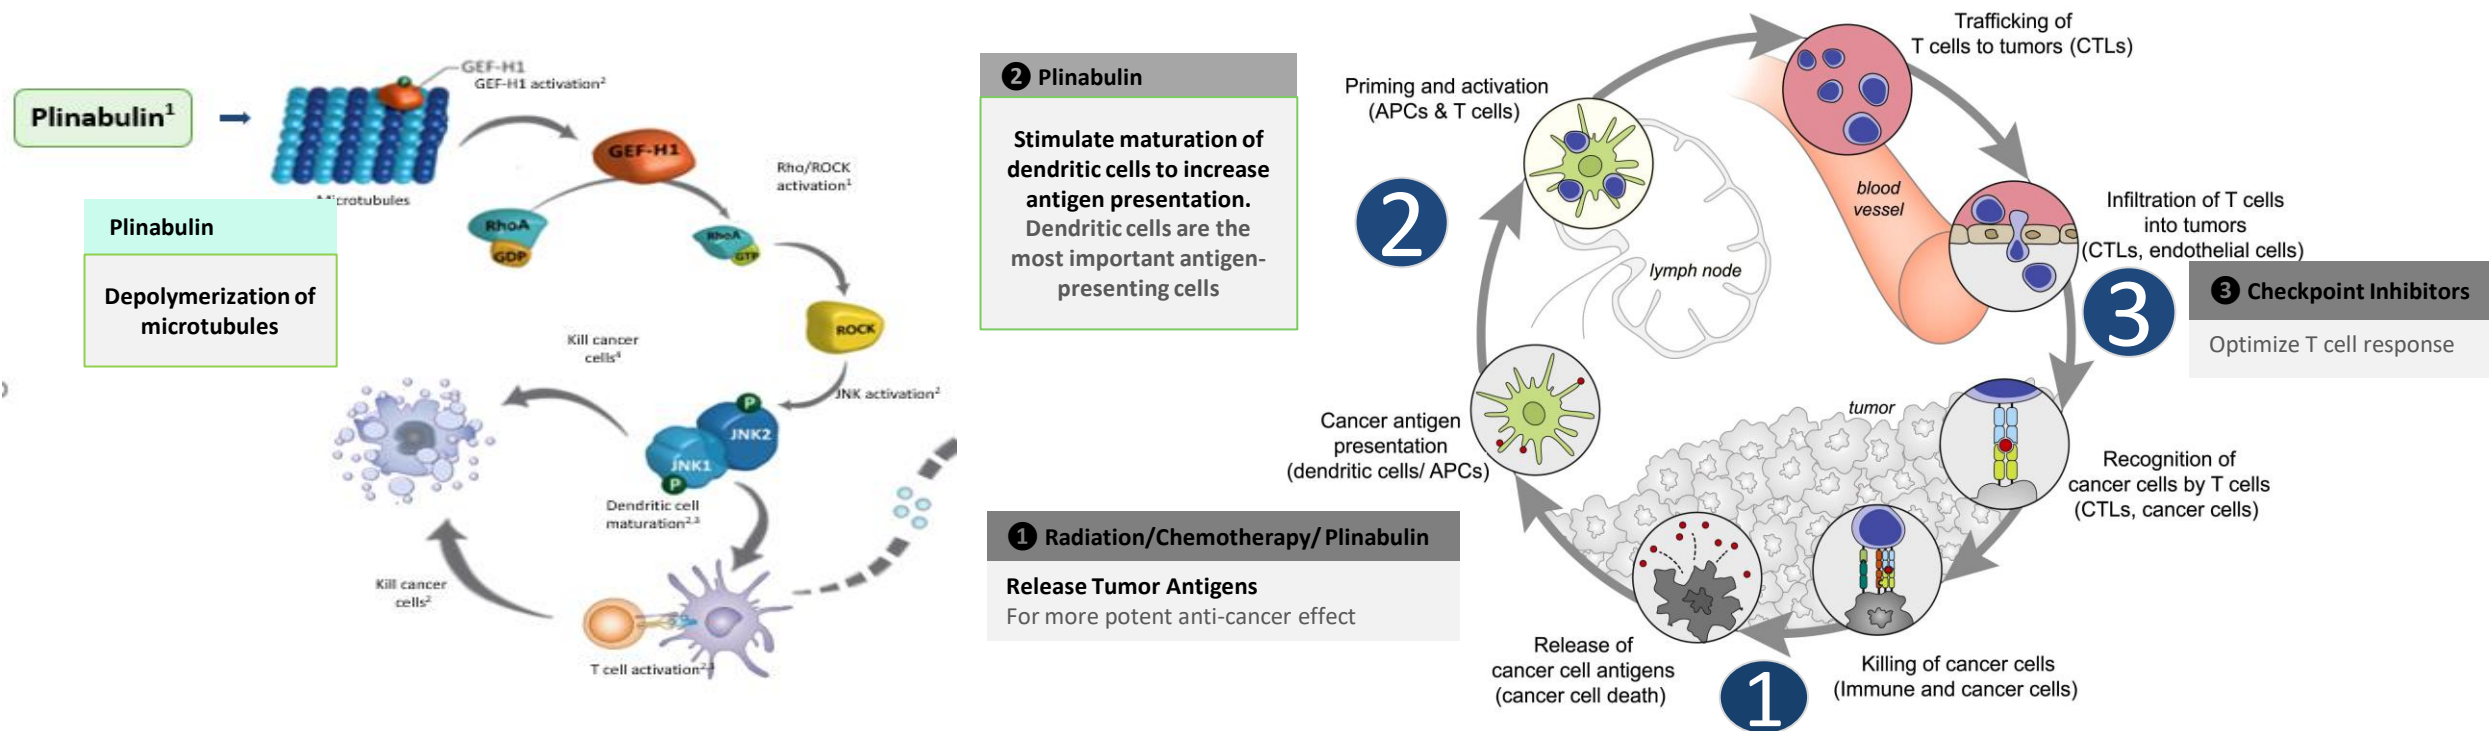 Plinabulin¹
GEF-H1
GEF-H1 activation²
Microtubules
Plinabulin
Depolymerization of
microtubules
GEF-H1
Rho/ROCK
activation¹
RhoA
GDP
RhoA
GTP
ROCK
Kill cancer
cells⁴
JNK activation²
P
JNK2
JNK1
P
Dendritic cell
maturation²,³
Kill cancer
cells²
T cell activation²,³
❷ Plinabulin
Stimulate maturation of
dendritic cells to increase
antigen presentation.
Dendritic cells are the
most important antigen-
presenting cells
❶ Radiation/Chemotherapy/ Plinabulin
Release Tumor Antigens
For more potent anti-cancer effect
Trafficking of
T cells to tumors (CTLs)
Priming and activation
(APCs & T cells)
2
blood
vessel
lymph node
Infiltration of T cells
into tumors
(CTLs, endothelial cells)
3
❸ Checkpoint Inhibitors
Optimize T cell response
Cancer antigen
presentation
(dendritic cells/ APCs)
tumor
Recognition of
cancer cells by T cells
(CTLs, cancer cells)
Release of
cancer cell antigens
(cancer cell death)
1
Killing of cancer cells
(Immune and cancer cells)